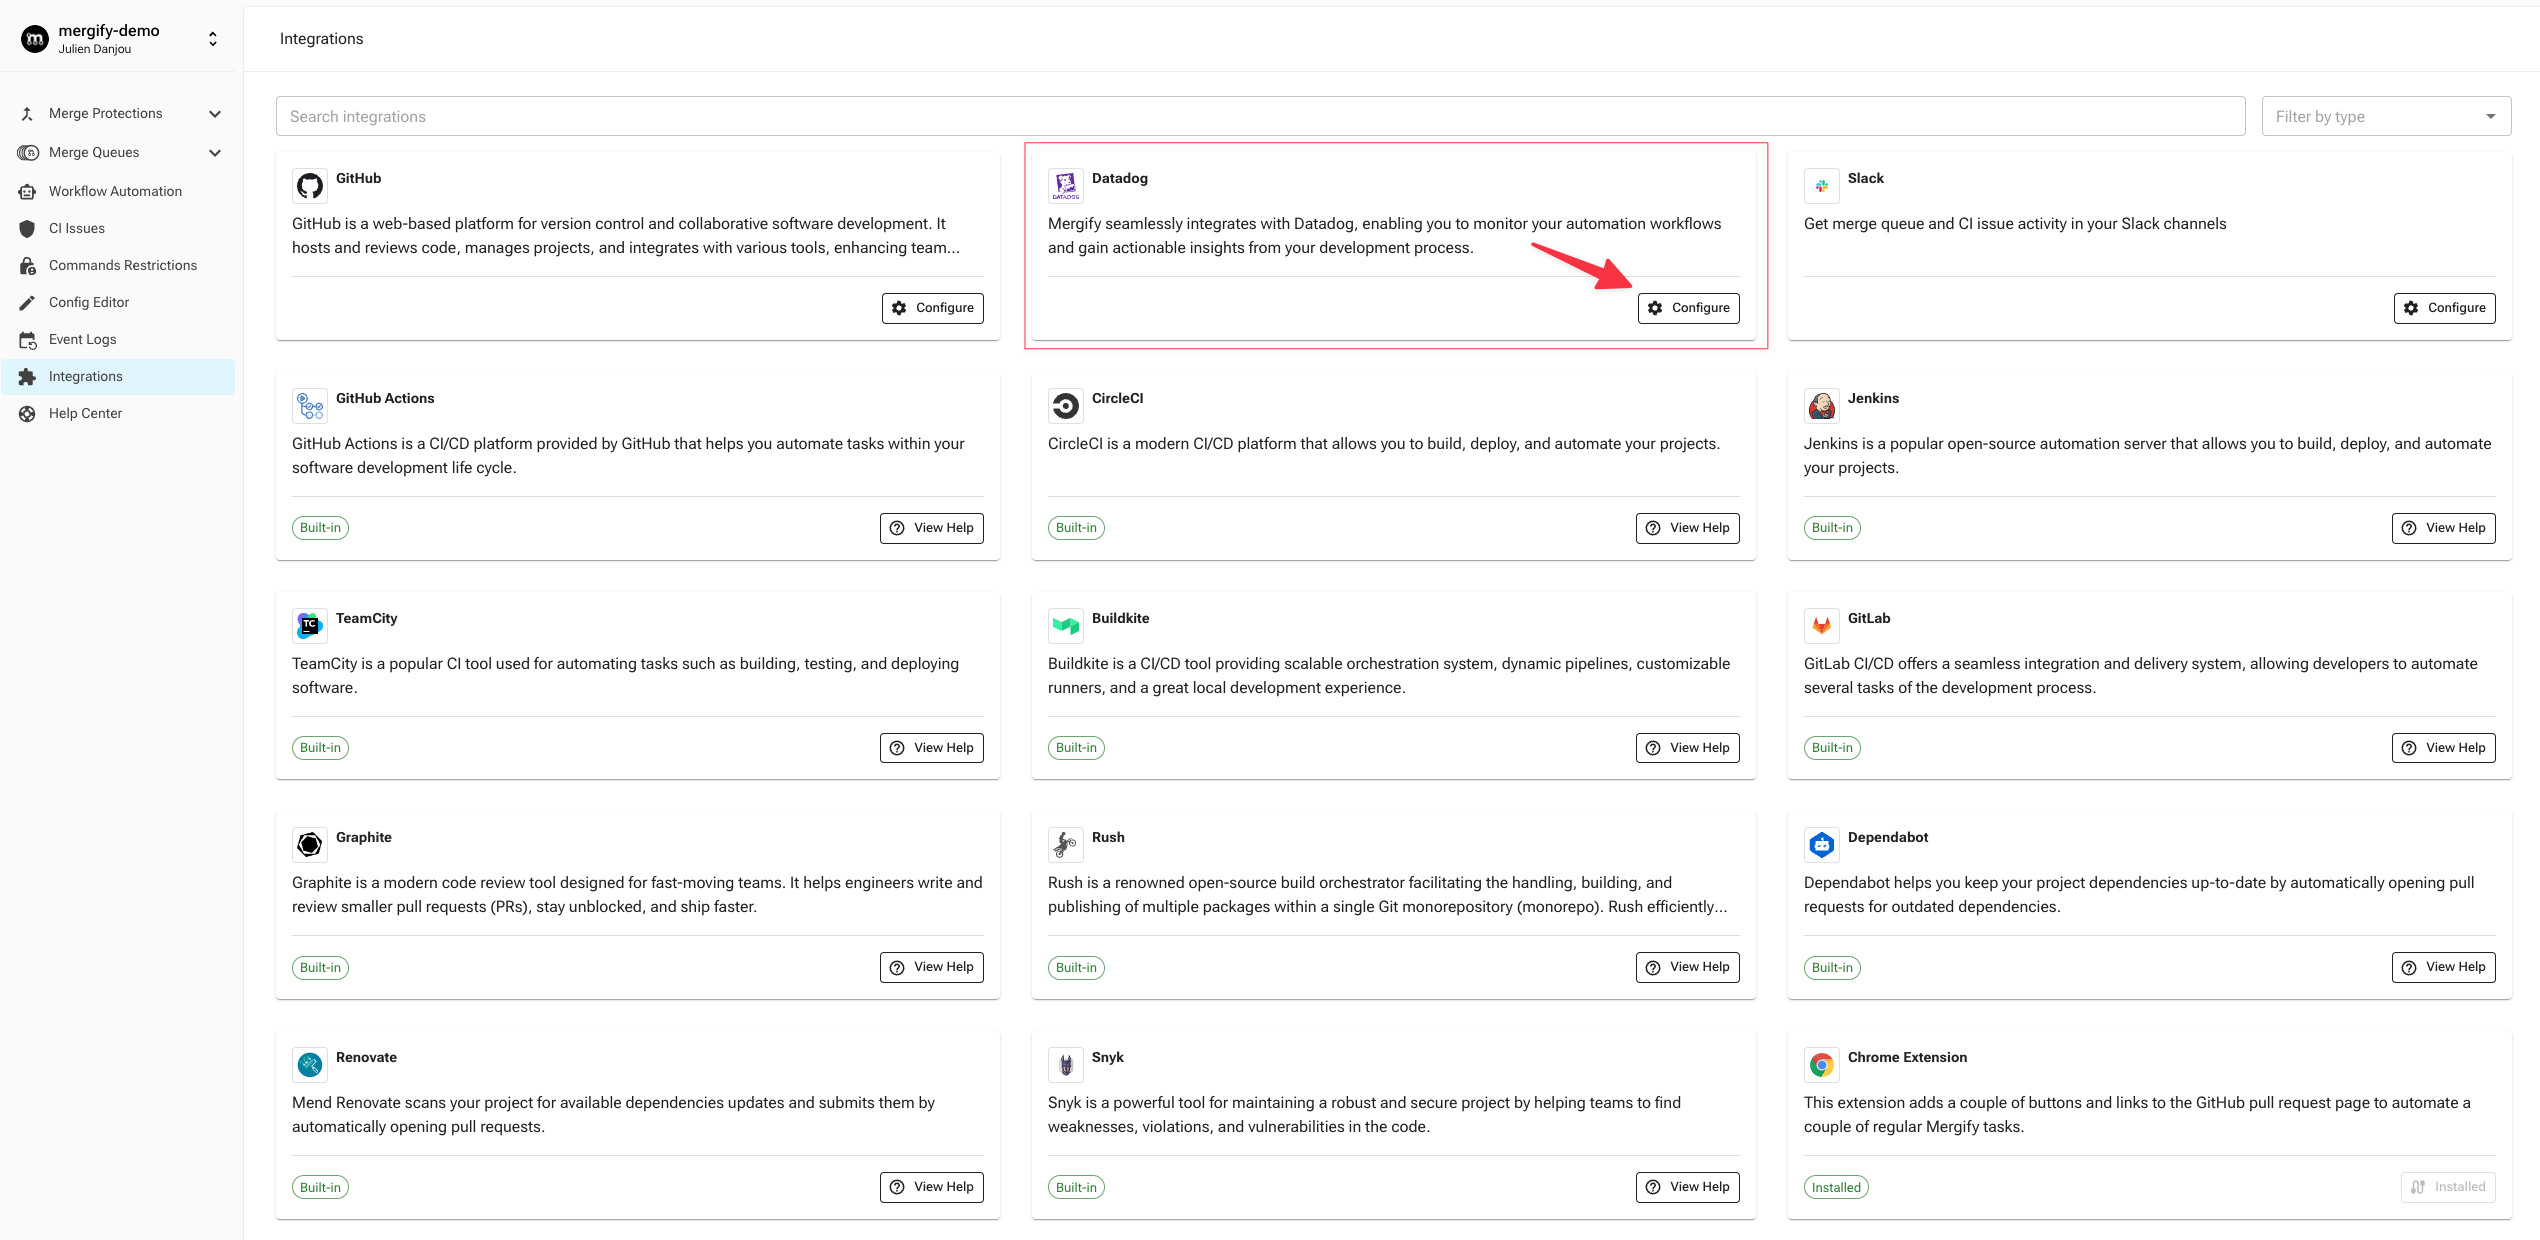 mergify-demo
Julien Danjou
Merge Protections
Merge Queues
Workflow Automation
CI Issues
Commands Restrictions
Config Editor
Event Logs
Integrations
Help Center
Integrations
Search integrations
Filter by type
GitHub
GitHub is a web-based platform for version control and collaborative software development. It
hosts and reviews code, manages projects, and integrates with various tools, enhancing team...
Configure
DATADOG
Datadog
Mergify seamlessly integrates with Datadog, enabling you to monitor your automation workflows
and gain actionable insights from your development process.
Configure
Slack
Get merge queue and CI issue activity in your Slack channels
Configure
GitHub Actions
GitHub Actions is a CI/CD platform provided by GitHub that helps you automate tasks within your
software development life cycle.
Built-in
View Help
CircleCI
CircleCI is a modern CI/CD platform that allows you to build, deploy, and automate your projects.
Built-in
View Help
Jenkins
Jenkins is a popular open-source automation server that allows you to build, deploy, and automate
your projects.
Built-in
View Help
TC
TeamCity
TeamCity is a popular CI tool used for automating tasks such as building, testing, and deploying
software.
Built-in
View Help
Buildkite
Buildkite is a CI/CD tool providing scalable orchestration system, dynamic pipelines, customizable
runners, and a great local development experience.
Built-in
View Help
GitLab
GitLab CI/CD offers a seamless integration and delivery system, allowing developers to automate
several tasks of the development process.
Built-in
View Help
Graphite
Graphite is a modern code review tool designed for fast-moving teams. It helps engineers write and
review smaller pull requests (PRs), stay unblocked, and ship faster.
Built-in
View Help
Rush
Rush is a renowned open-source build orchestrator facilitating the handling, building, and
publishing of multiple packages within a single Git monorepository (monorepo). Rush efficiently...
Built-in
View Help
Dependabot
Dependabot helps you keep your project dependencies up-to-date by automatically opening pull
requests for outdated dependencies.
Built-in
View Help
Renovate
Mend Renovate scans your project for available dependencies updates and submits them by
automatically opening pull requests.
Built-in
View Help
Snyk
Snyk is a powerful tool for maintaining a robust and secure project by helping teams to find
weaknesses, violations, and vulnerabilities in the code.
Built-in
View Help
Chrome Extension
This extension adds a couple of buttons and links to the GitHub pull request page to automate a
couple of regular Mergify tasks.
Installed
Installed